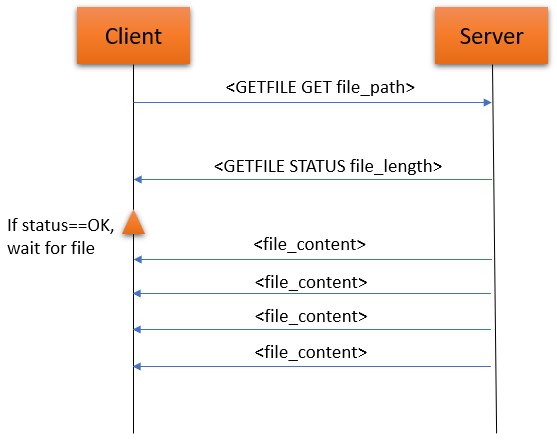 Client
Server
<GETFILE GET file_path>
<GETFILE STATUS file_length>
If status==OK,
wait for file
<file_content>
<file_content>
<file_content>
<file_content>